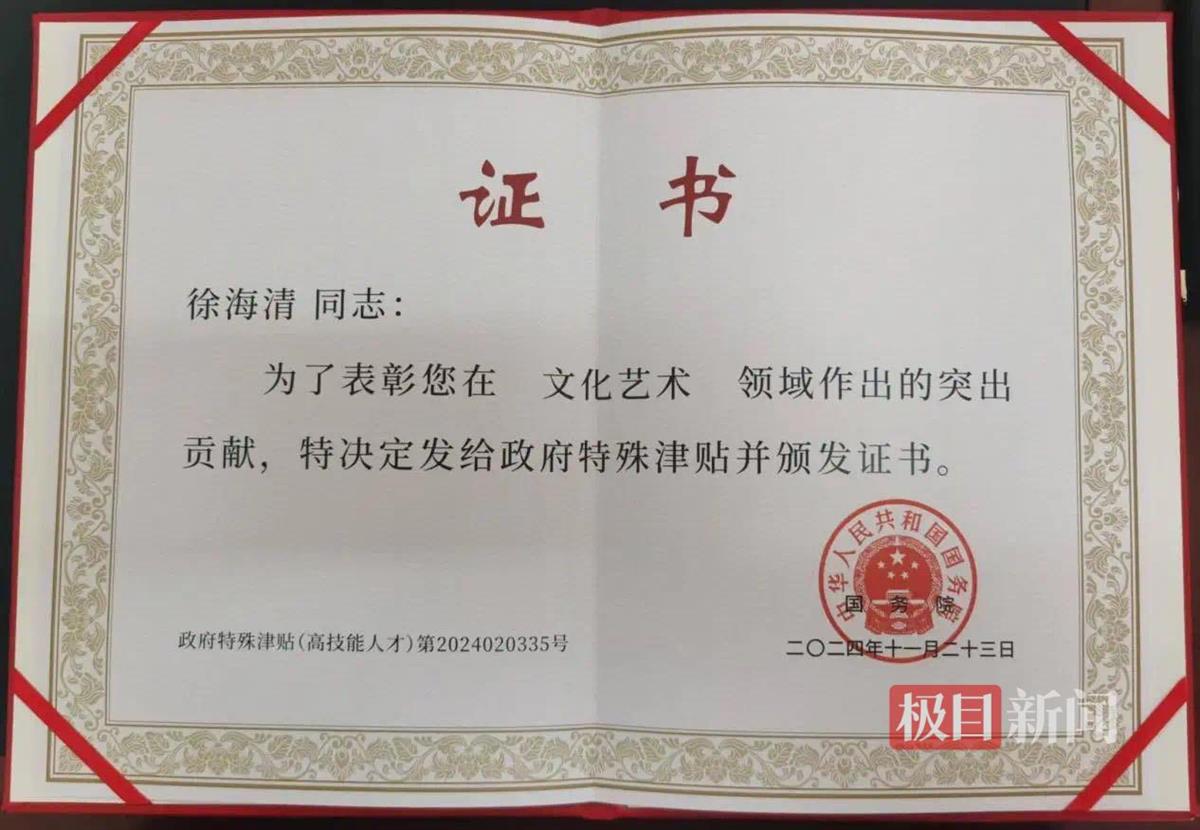 证 书
徐海清 同志：
为了表彰您在 文化艺术 领域作出的突出
贡献，特决定发给政府特殊津贴并颁发证书。
中华人民共和国国务院
国务院
政府特殊津贴(高技能人才)第2024020335号
二〇二四年十一月二十三日
极目新闻